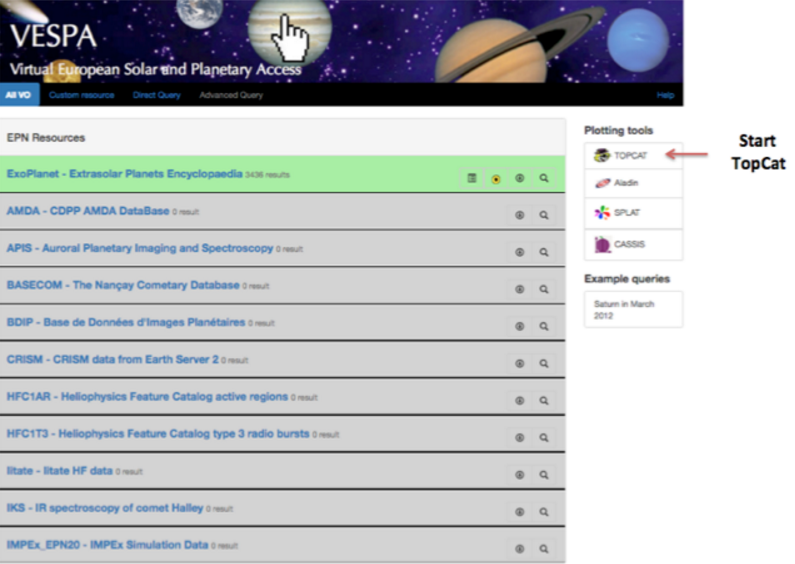 VESPA
Virtual European Solar and Planetary Access
All VO Custom resource Direct Query Advanced Query Help
EPN Resources
ExoPlanet - Extrasolar Planets Encyclopaedia 3436 results
AMDA - CDPP AMDA DataBase 0 result
APIS - Auroral Planetary Imaging and Spectroscopy 0 result
BASECOM - The Nançay Cometary Database 0 result
BDIP - Base de Données d'Images Planétaires 0 result
CRISM - CRISM data from Earth Server 2 0 result
HFC1AR - Heliophysics Feature Catalog active regions 0 result
HFC1T3 - Heliophysics Feature Catalog type 3 radio bursts 0 result
Iitate - Iitate HF data 0 result
IKS - IR spectroscopy of comet Halley 0 result
IMPEx_EPN20 - IMPEx Simulation Data 0 result
Plotting tools
TOPCAT
Aladin
SPLAT
CASSIS
Example queries
Saturn in March
2012
Start
TopCat